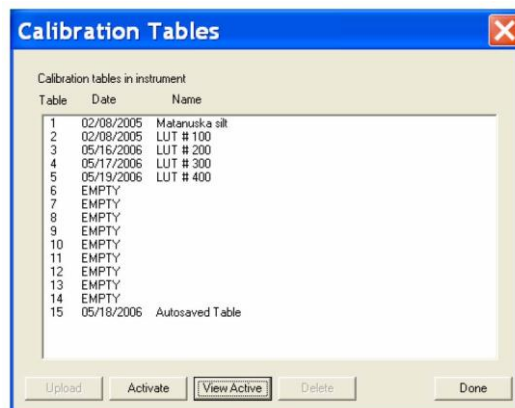 Calibration Tables
Calibration tables in instrument
Table Date Name
1 02/08/2005 Matanuska silt
2 02/08/2005 LUT # 100
3 05/16/2006 LUT # 200
4 05/17/2006 LUT # 300
5 05/19/2006 LUT # 400
6 EMPTY
7 EMPTY
8 EMPTY
9 EMPTY
10 EMPTY
11 EMPTY
12 EMPTY
13 EMPTY
14 EMPTY
15 05/18/2006 Autosaved Table
Upload Activate View Active Delete Done